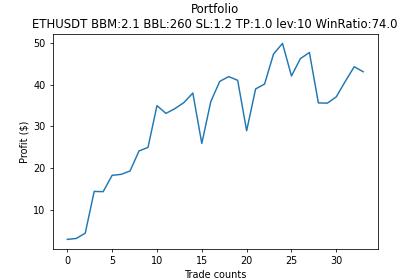 Portfolio
ETHUSDT BBM:2.1 BBL:260 SL:1.2 TP:1.0 lev:10 WinRatio:74.0
50
40
30
20
10
Profit ($)
0 5 10 15 20 25 30
Trade counts